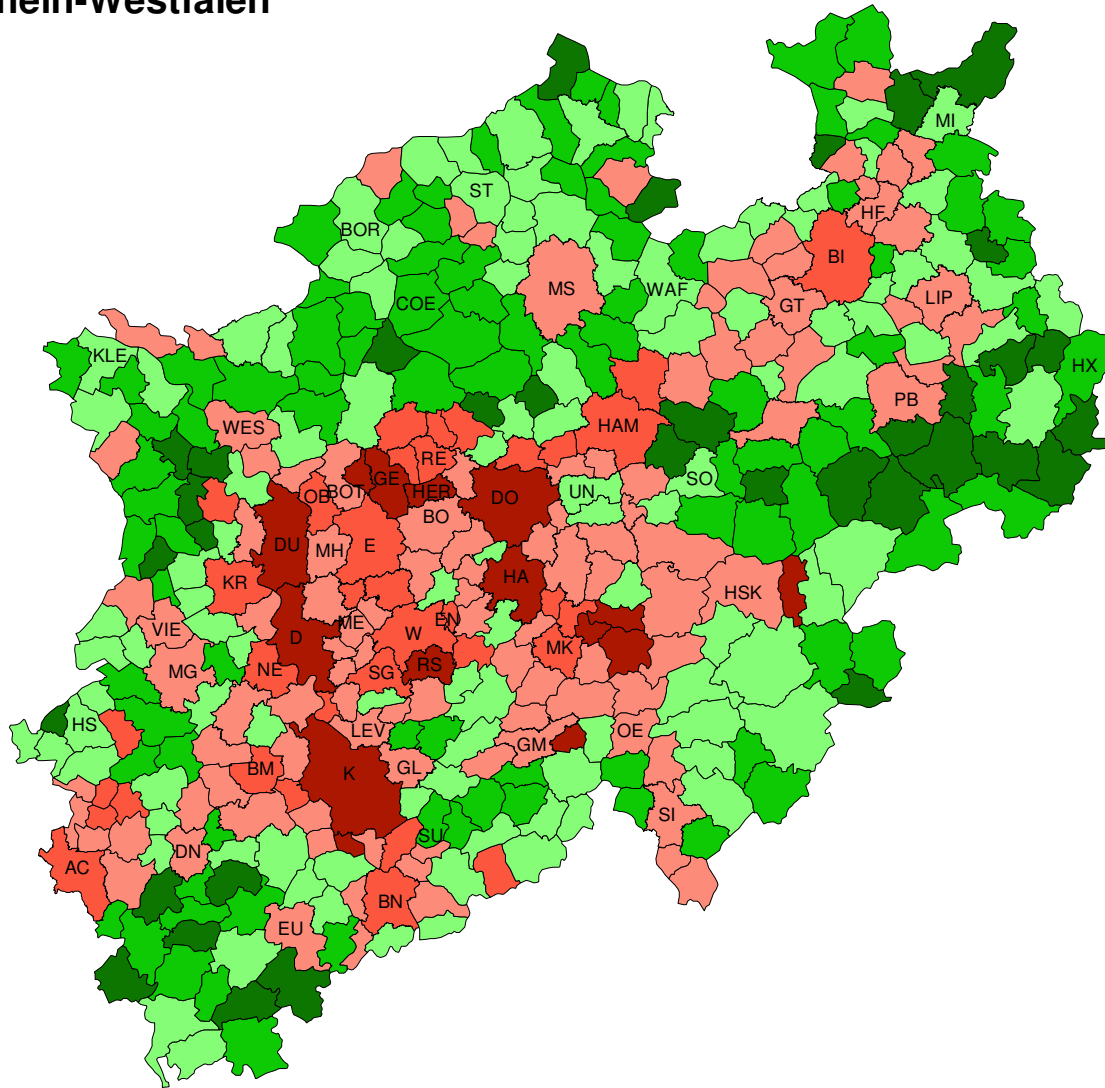 hein-Westfalen
MI
ST
HF
BOR
BI
MS
WAF
LIP
COE
GT
KLE
HX
PB
WES
HAM
RE
GE
SO
BOT
HER
UN
OB
DO
BO
DU
MH
E
HA
KR
HSK
ME
EN
VIE
W
D
MK
RS
MG
NE
SG
HS
LEV
OE
GM
BM
GL
K
SI
SU
DN
AC
BN
EU